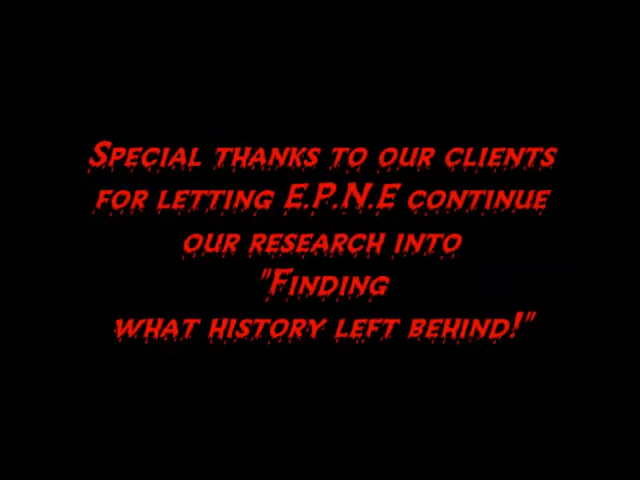 Special thanks to our clients
for letting E.P.N.E continue
our research into
"Finding
what history left behind!"